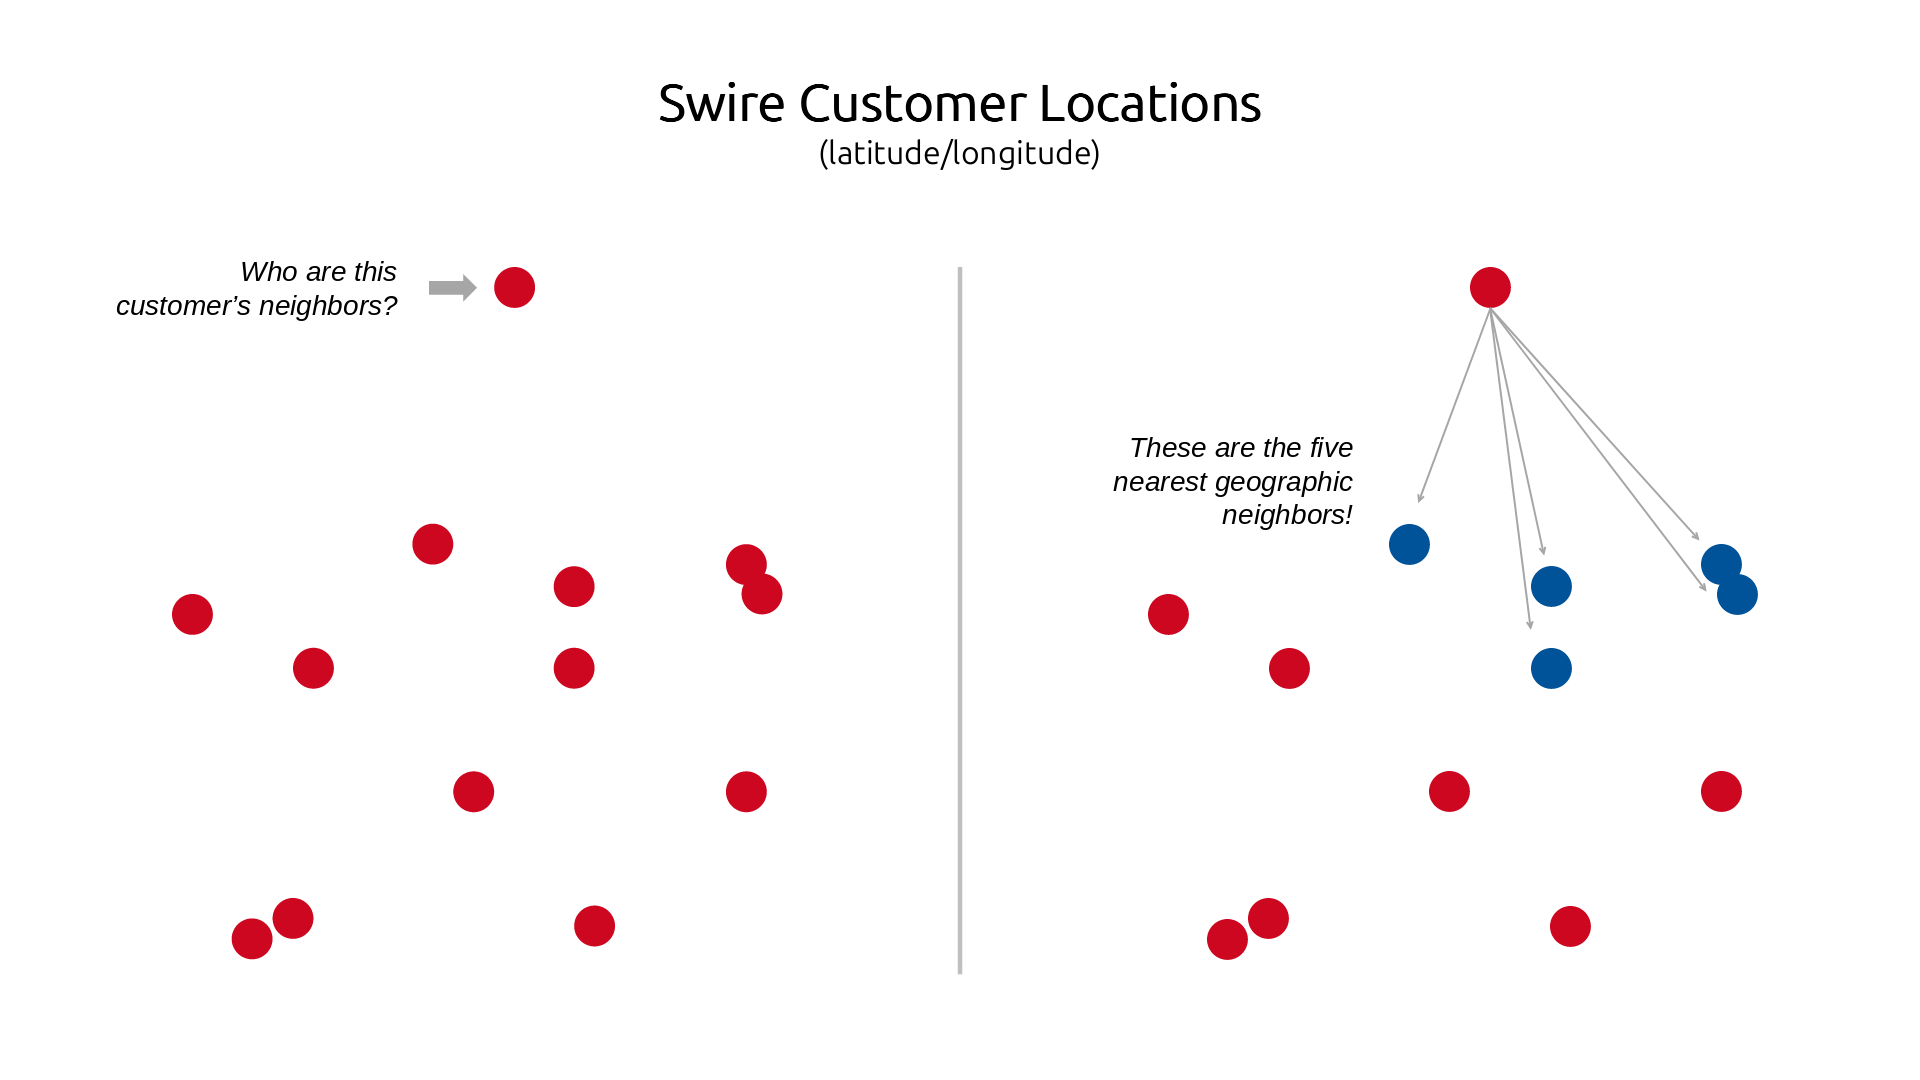 Swire Customer Locations
(latitude/longitude)
Who are this
customer’s neighbors?
These are the five
nearest geographic
neighbors!